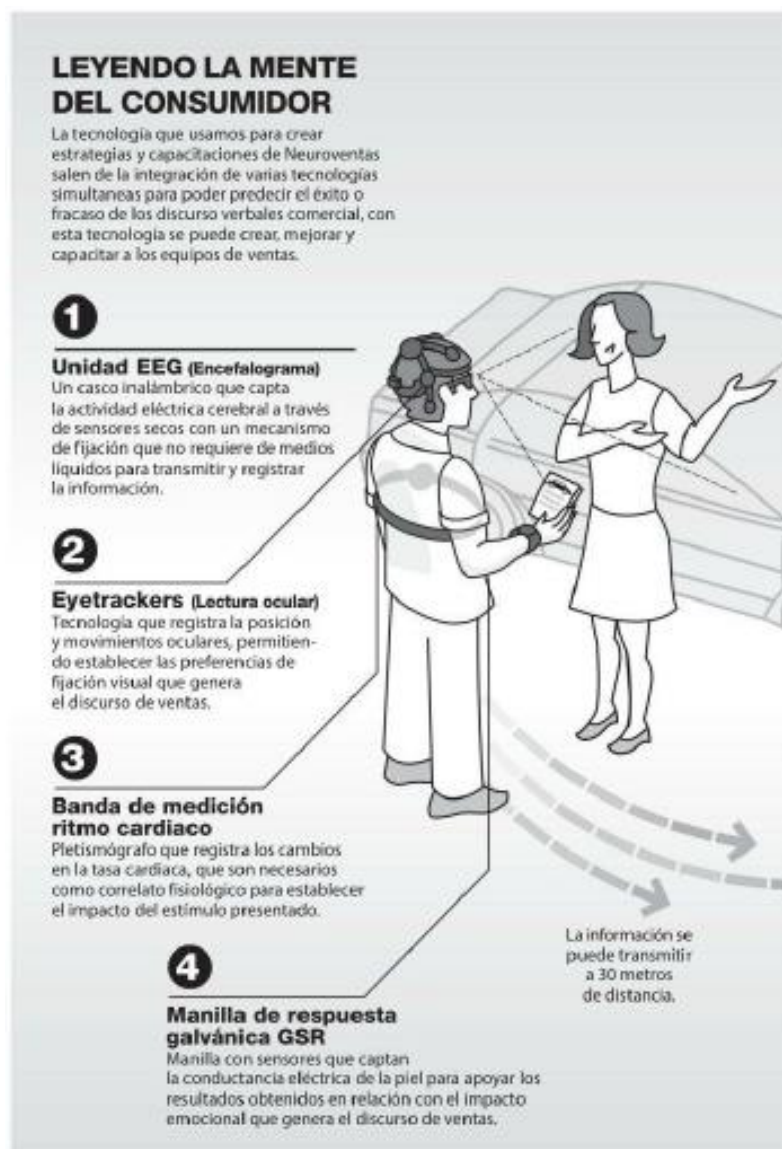 LEYENDO LA MENTE
DEL CONSUMIDOR
La tecnología que usamos para crear
estrategias y capacitaciones de Neuroventas
salen de la integración de varias tecnologías
simultaneas para poder predecir el éxito o
fracaso de los discurso verbales comercial, con
esta tecnología se puede crear, mejorar y
capacitar a los equipos de ventas.
1
Unidad EEG (Encefalograma)
Un casco inalámbrico que capta
la actividad eléctrica cerebral a través
de sensores secos con un mecanismo
de fijación que no requiere de medios
líquidos para transmitir y registrar
la información.
2
Eyetrackers (Lectura ocular)
Tecnología que registra la posición
y movimientos oculares, permitien-
do establecer las preferencias de
fijación visual que genera
el discurso de ventas.
3
Banda de medición
ritmo cardiaco
Pletismógrafo que registra los cambios
en la tasa cardíaca, que son necesarios
como correlato fisiológico para establecer
el impacto del estímulo presentado.
4
Manilla de respuesta
galvánica GSR
Manilla con sensores que captan
la conductancia eléctrica de la piel para apoyar los
resultados obtenidos en relación con el impacto
emocional que genera el discurso de ventas.
La información se
puede transmitir
a 30 metros
de distancia.